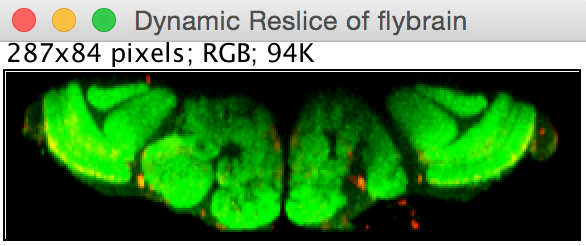 Dynamic Reslice of flybrain
287x84 pixels; RGB; 94K